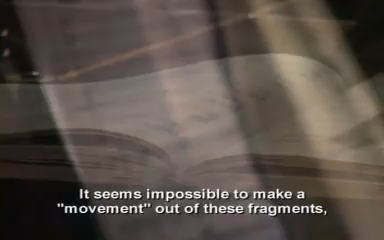 It seems impossible to make a
"movement" out of these fragments,